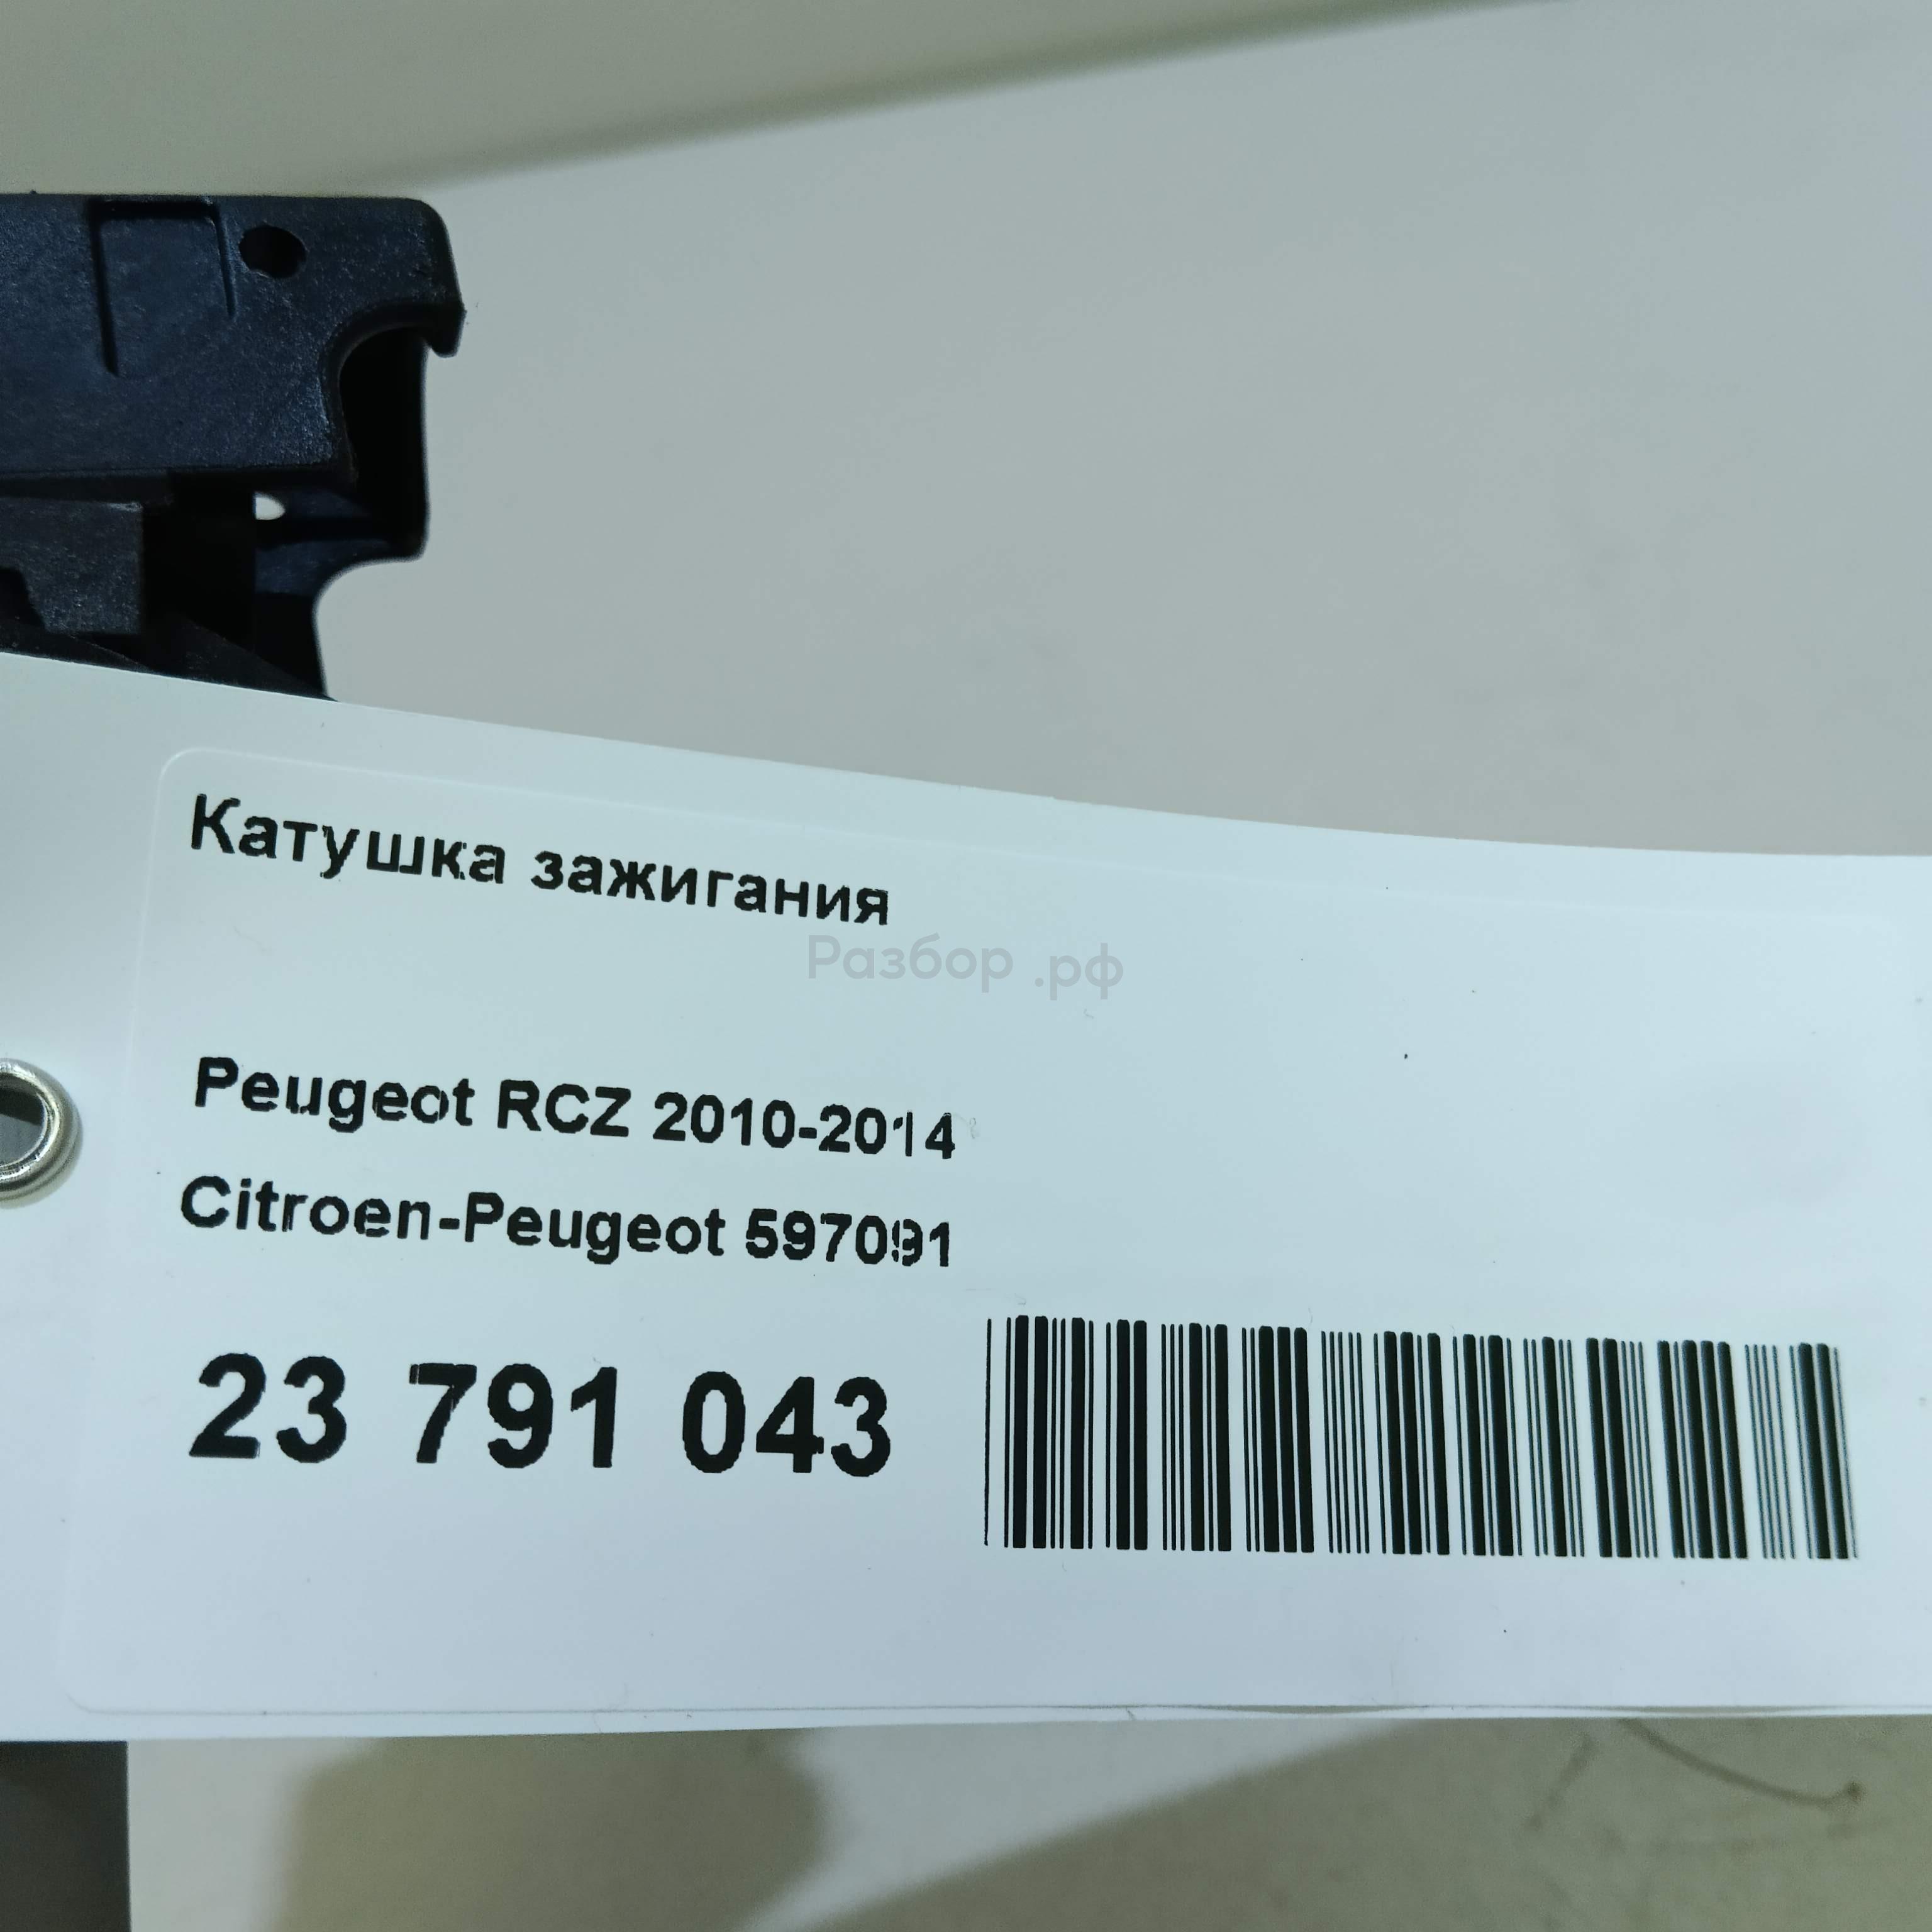 Катушка зажигания
Разбор .рф
Peugeot RCZ 2010-2014
Citroen-Peugeot 597091
23 791 043